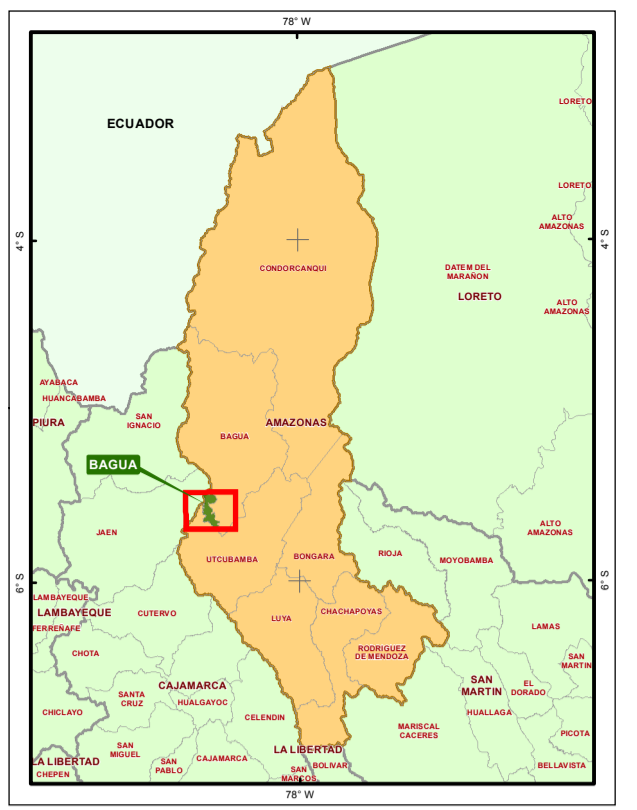 78° W
ECUADOR
LORETO
LORETO
ALTO
AMAZONAS
4° S
4° S
CONDORCANQUI
DATEM DEL
MARAÑON
LORETO
ALTO
AMAZONAS
AYABACA
HUANCABAMBA
PIURA
SAN
IGNACIO
AMAZONAS
BAGUA
BAGUA
JAEN
ALTO
AMAZONAS
UTCUBAMBA
BONGARA
RIOJA
MOYOBAMBA
6° S
6° S
LAMBAYEQUE
LAMBAYEQUE
FERREÑAFE
CUTERVO
LUYA
CHACHAPOYAS
LAMAS
CHOTA
RODRIGUEZ
DE MENDOZA
SAN
MARTIN
CAJAMARCA
SAN
MARTIN
EL
DORADO
SANTA
CRUZ
HUALGAYOC
CHICLAYO
CELENDIN
HUALLAGA
MARISCAL
CACERES
PICOTA
SAN
MIGUEL
LA LIBERTAD
LA LIBERTAD
CHEPEN
SAN
PABLO
CAJAMARCA
SAN
MARCOS
BOLIVAR
BELLAVISTA
78° W